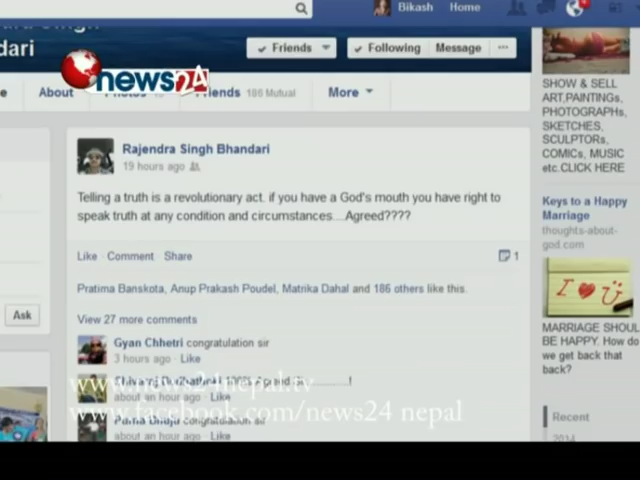 Bikash Home
dari
Friends
Following Message ...
news24
e About Photos Friends 186 Mutual More
Rajendra Singh Bhandari
19 hours ago
Telling a truth is a revolutionary act. if you have a God's mouth you have right to
speak truth at any condition and circumstances....Agreed????
Like · Comment · Share
1
Pratima Banskota, Anup Prakash Poudel, Matrika Dahal and 186 others like this.
View 27 more comments
Gyan Chhetri congratulation sir
3 hours ago · Like
about an hour ago · Like
congratulation sir
about an hour ago · Like
www.news24nepal.tv
www.facebook.com/news24 nepal
Ask
SHOW & SELL
ART,PAINTINGs,
PHOTOGRAPHs,
SKETCHES,
SCULPTORs,
COMICs, MUSIC
etc.CLICK HERE
Keys to a Happy
Marriage
thoughts-about-
god.com
I
MARRIAGE SHOUL
BE HAPPY. How do
we get back that
back?
Recent
2014